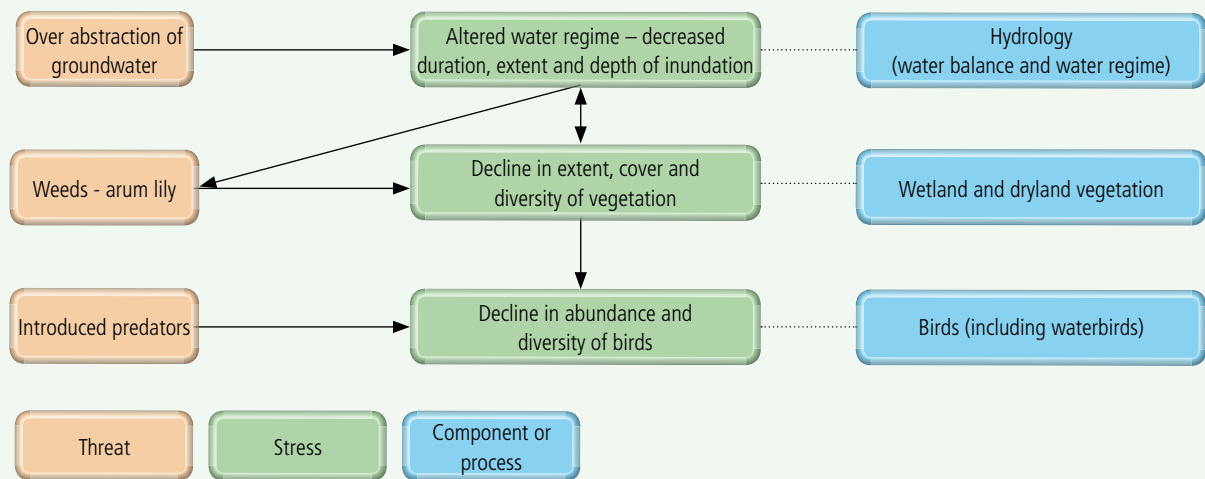 Over abstraction of
groundwater
Altered water regime – decreased
duration, extent and depth of inundation
Hydrology
(water balance and water regime)
Weeds - arum lily
Decline in extent, cover and
diversity of vegetation
Wetland and dryland vegetation
Introduced predators
Decline in abundance and
diversity of birds
Birds (including waterbirds)
Threat
Stress
Component or
process